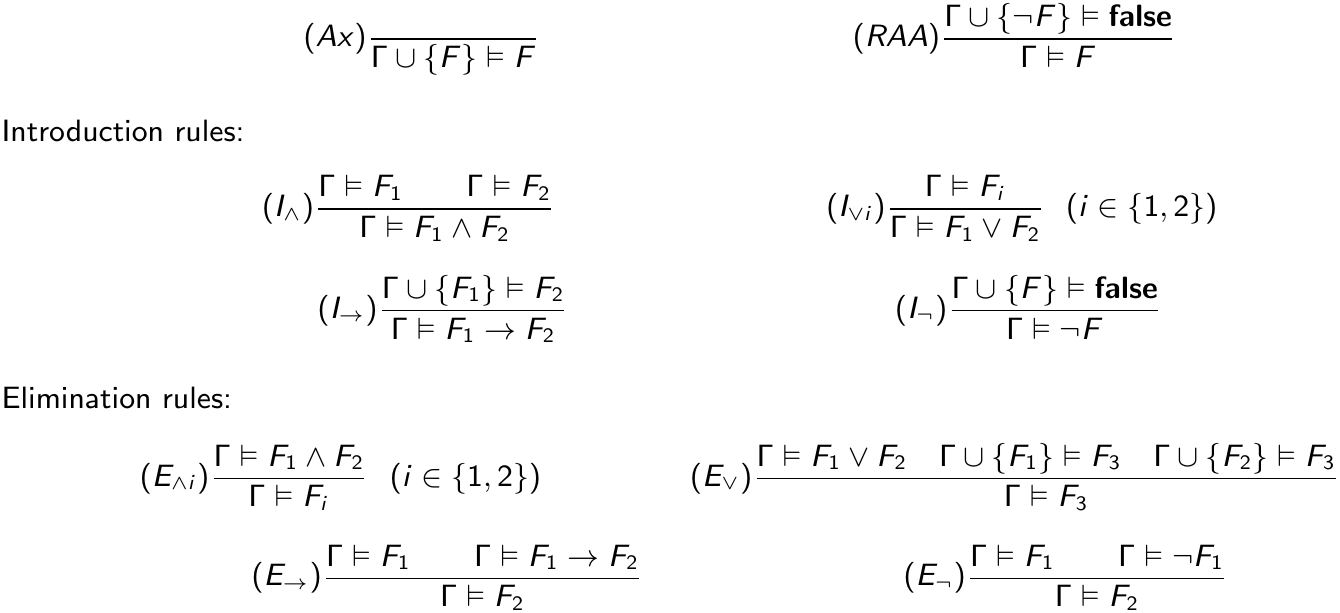 (Ax) ─ Γ ∪ {F} ⊨ F
(RAA) Γ ∪ {¬F} ⊨ false ─ Γ ⊨ F
Introduction rules:
(I∧) Γ ⊨ F₁ Γ ⊨ F₂ ─ Γ ⊨ F₁ ∧ F₂
(I∨i) Γ ⊨ Fᵢ ─ Γ ⊨ F₁ ∨ F₂ (i ∈ {1, 2})
(I→) Γ ∪ {F₁} ⊨ F₂ ─ Γ ⊨ F₁ → F₂
(I¬) Γ ∪ {F} ⊨ false ─ Γ ⊨ ¬F
Elimination rules:
(E∧i) Γ ⊨ F₁ ∧ F₂ ─ Γ ⊨ Fᵢ (i ∈ {1, 2})
(E∨) Γ ⊨ F₁ ∨ F₂ Γ ∪ {F₁} ⊨ F₃ Γ ∪ {F₂} ⊨ F₃ ─ Γ ⊨ F₃
(E→) Γ ⊨ F₁ Γ ⊨ F₁ → F₂ ─ Γ ⊨ F₂
(E¬) Γ ⊨ F₁ Γ ⊨ ¬F₁ ─ Γ ⊨ F₂